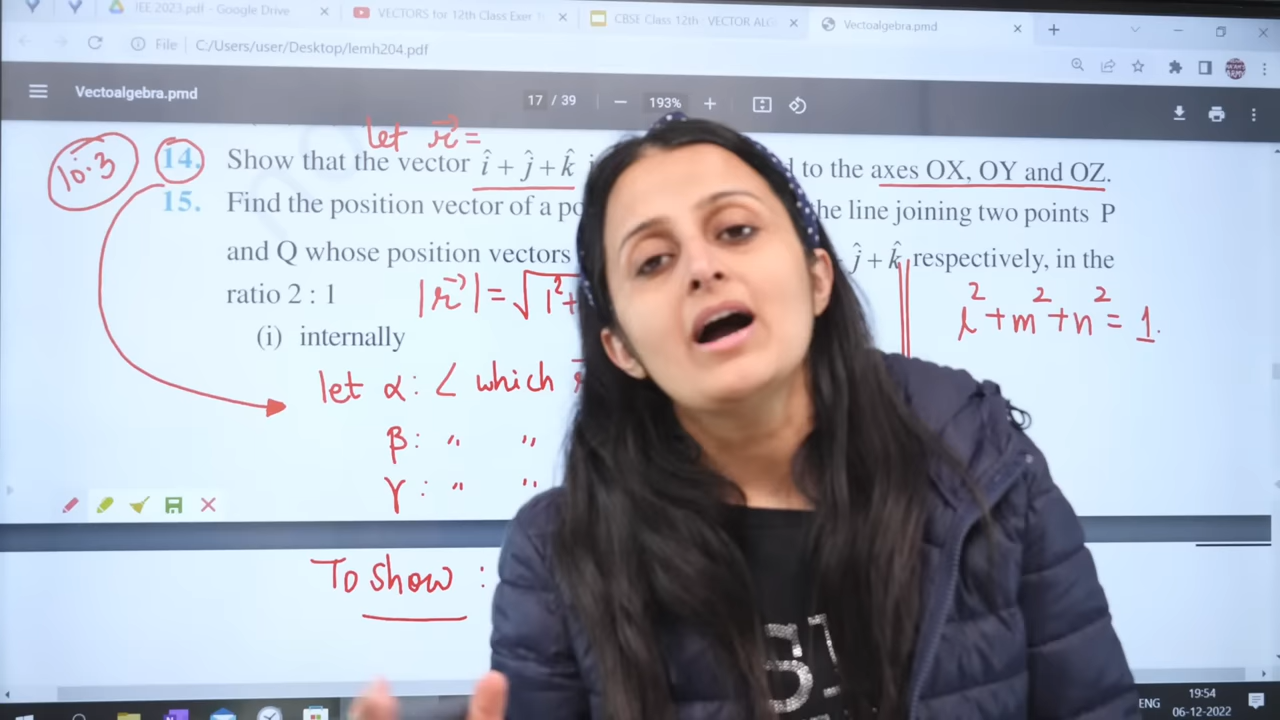 JEE 2023.pdf - Google Drive
VECTORS for 12th Class Exer
CBSE Class 12th : VECTOR AL
Vectoalgebra.pmd
File C:/Users/user/Desktop/lemh204.pdf
Vectoalgebra.pmd
17 / 39
193%
let r⃗ =
10.3
14. Show that the vector î + ĵ + k̂ to the axes OX, OY and OZ.
15. Find the position vector of a the line joining two points P
and Q whose position vectors ĵ + k̂ respectively, in the
ratio 2 : 1
|r⃗| = √1²+
l² + m² + n² = 1.
(i) internally
let α : ∠ which
β : " "
γ : " "
To show :
ENG
19:54
06-12-2022